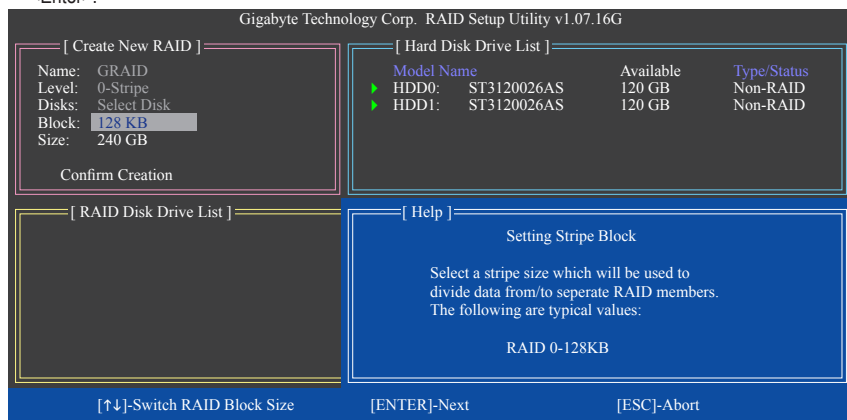 <Enter>.
Gigabyte Technology Corp. RAID Setup Utility v1.07.16G
[ Create New RAID ]
Name: GRAID
Level: 0-Stripe
Disks: Select Disk
Block: 128 KB
Size: 240 GB
Confirm Creation
[ Hard Disk Drive List ]
Model Name Available Type/Status
HDD0: ST3120026AS 120 GB Non-RAID
HDD1: ST3120026AS 120 GB Non-RAID
[ RAID Disk Drive List ]
[ Help ]
Setting Stripe Block
Select a stripe size which will be used to
divide data from/to seperate RAID members.
The following are typical values:
RAID 0-128KB
[↑↓]-Switch RAID Block Size [ENTER]-Next [ESC]-Abort